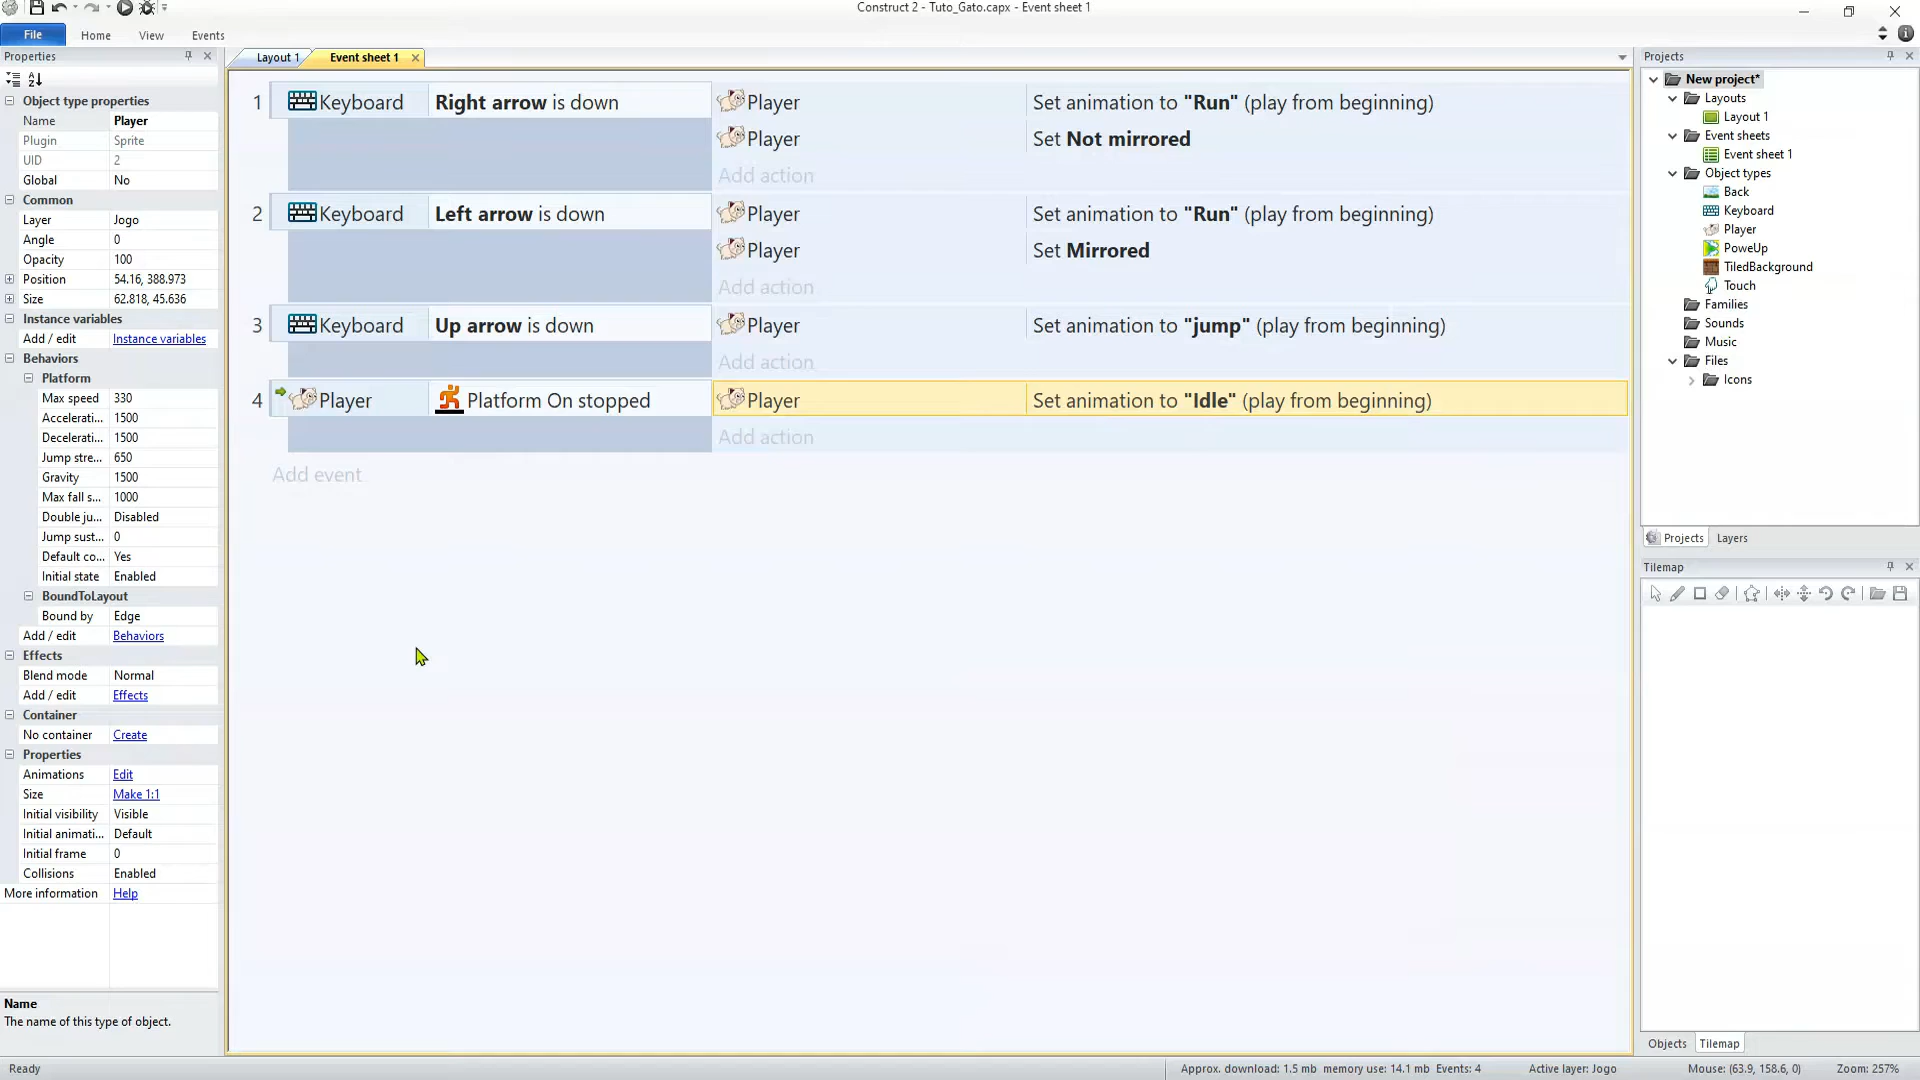 Construct 2 - Tuto_Gato.capx - Event sheet 1
File Home View Events
Properties
Object type properties
Name Player
Plugin Sprite
UID 2
Global No
Common
Layer Jogo
Angle 0
Opacity 100
Position 54.16, 388.973
Size 62.818, 45.636
Instance variables
Add / edit Instance variables
Behaviors
Platform
Max speed 330
Accelerati... 1500
Decelerati... 1500
Jump stre... 650
Gravity 1500
Max fall s... 1000
Double ju... Disabled
Jump sust... 0
Default co... Yes
Initial state Enabled
BoundToLayout
Bound by Edge
Add / edit Behaviors
Effects
Blend mode Normal
Add / edit Effects
Container
No container Create
Properties
Animations Edit
Size Make 1:1
Initial visibility Visible
Initial animati... Default
Initial frame 0
Collisions Enabled
More information Help
Name
The name of this type of object.
Ready
Layout 1 Event sheet 1
1 Keyboard Right arrow is down Player Set animation to "Run" (play from beginning)
Player Set Not mirrored
Add action
2 Keyboard Left arrow is down Player Set animation to "Run" (play from beginning)
Player Set Mirrored
Add action
3 Keyboard Up arrow is down Player Set animation to "jump" (play from beginning)
Add action
4 Player Platform On stopped Player Set animation to "Idle" (play from beginning)
Add action
Add event
Projects
New project*
Layouts
Layout 1
Event sheets
Event sheet 1
Object types
Back
Keyboard
Player
PoweUp
TiledBackground
Touch
Families
Sounds
Music
Files
Icons
Projects Layers
Tilemap
Objects Tilemap
Approx. download: 1.5 mb memory use: 14.1 mb Events: 4 Active layer: Jogo Mouse: (63.9, 158.6, 0) Zoom: 257%